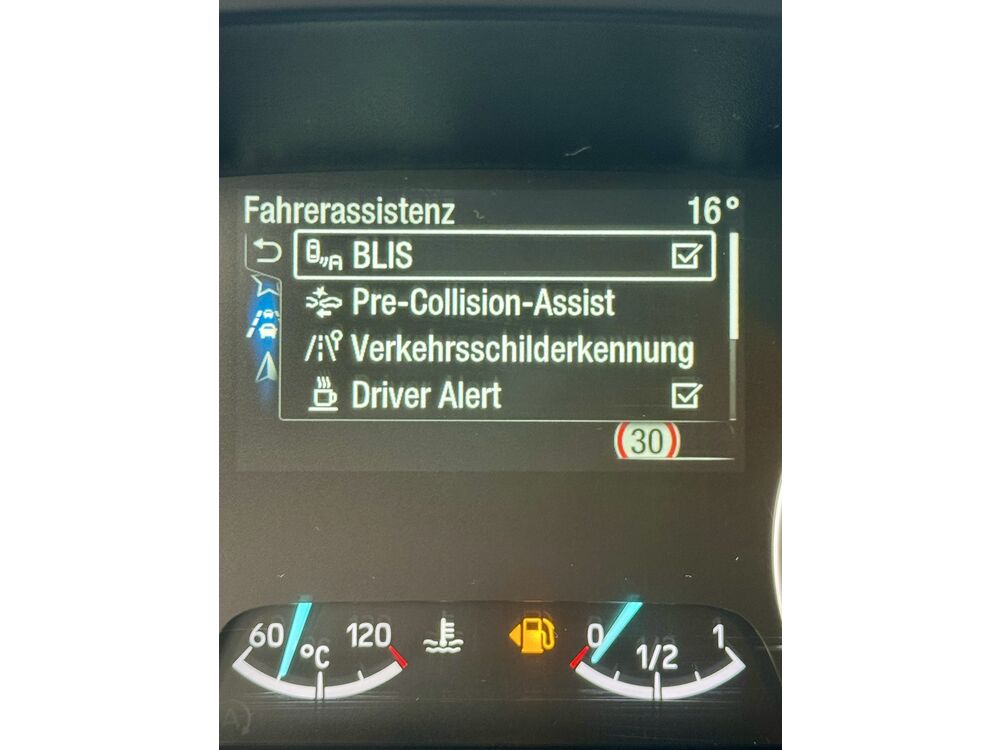 Fahrerassistenz 16°
BLIS
Pre-Collision-Assist
Verkehrsschilderkennung
Driver Alert
30
60 °C 120
0 1/2 1